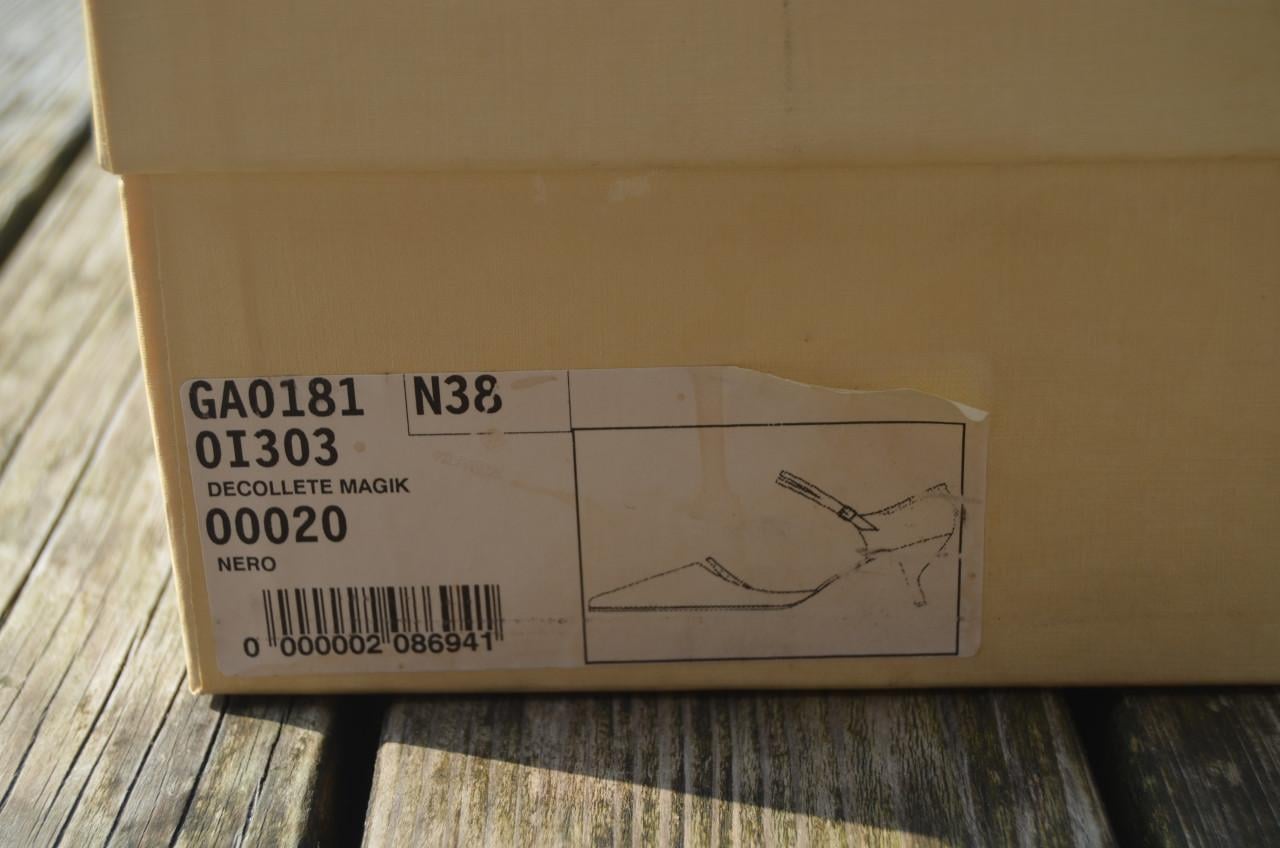 GA0181 N38
0I303
DECOLLETE MAGIK
00020
NERO
0 000002 086941